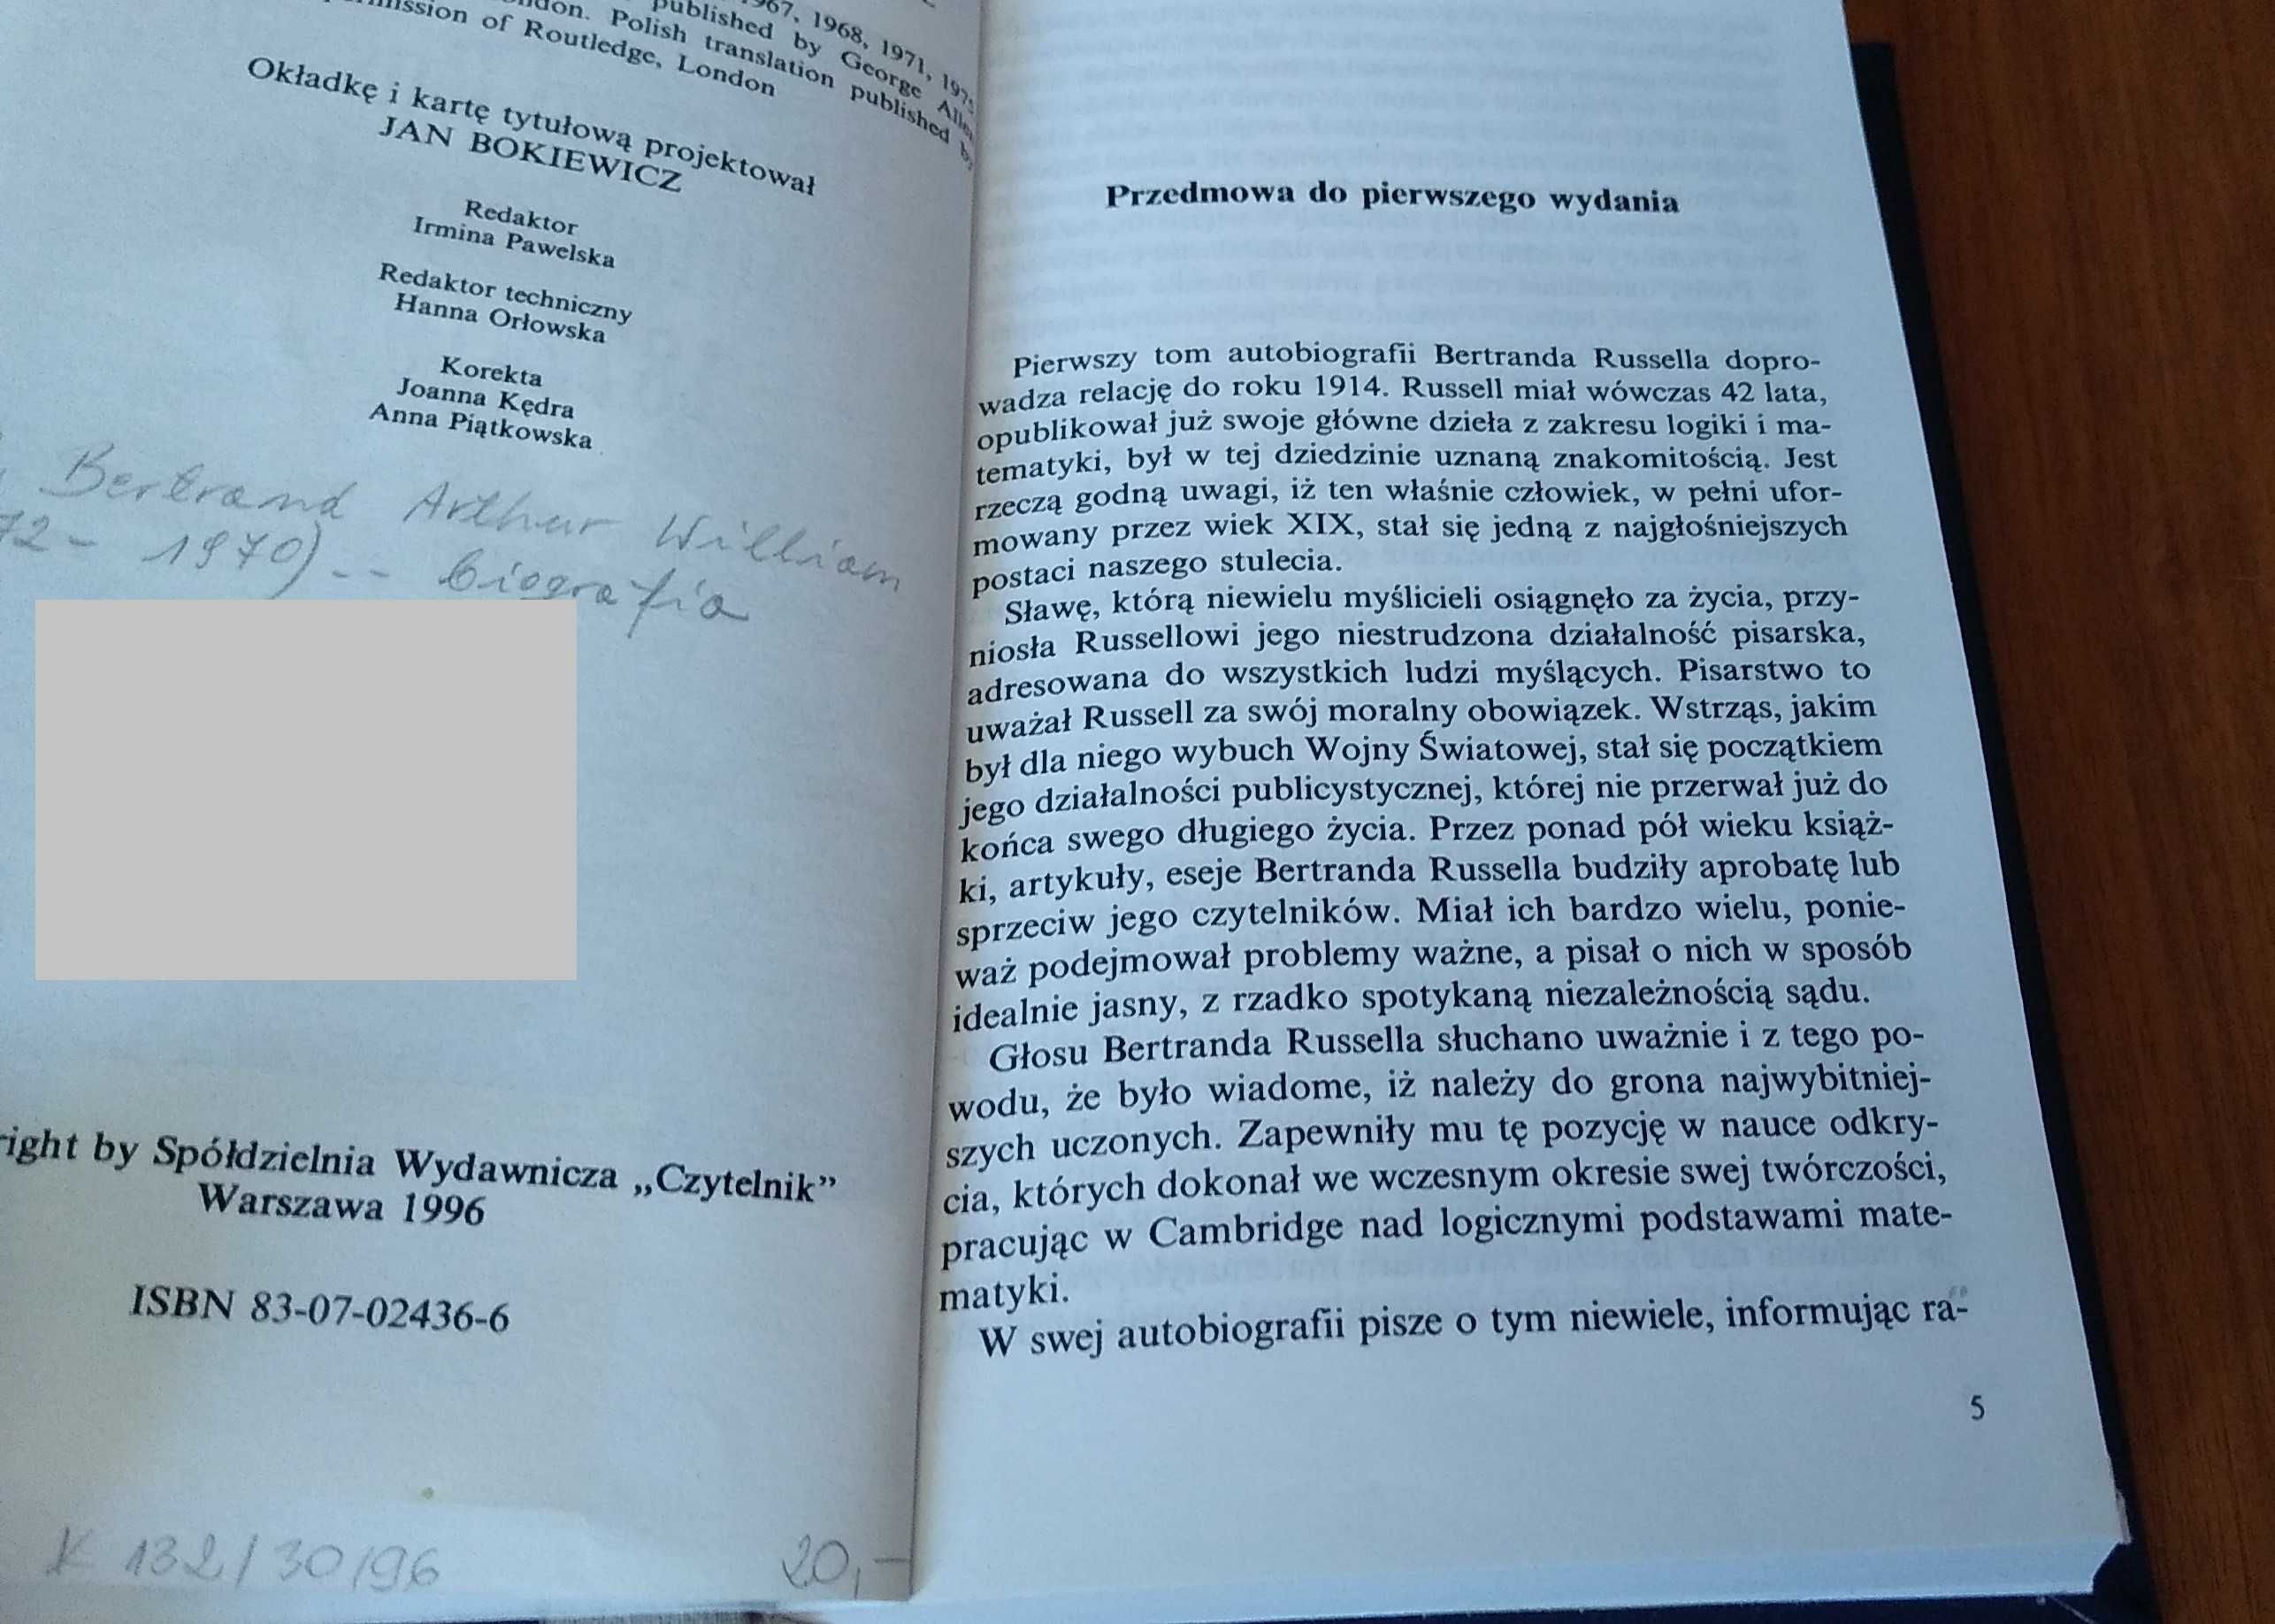 1967, 1968, 1971, 197
published by George Alle
London. Polish translation published b
mission of Routledge, London
Okładkę i kartę tytułową projektował
JAN BOKIEWICZ
Redaktor
Irmina Pawelska
Redaktor techniczny
Hanna Orłowska
Korekta
Joanna Kędra
Anna Piątkowska
Bertrand Arthur William
72 - 1970) -- biografia
right by Spółdzielnia Wydawnicza „Czytelnik”
Warszawa 1996
ISBN 83-07-02436-6
K 132/30/96
20,-
Przedmowa do pierwszego wydania
Pierwszy tom autobiografii Bertranda Russella dopro-
wadza relację do roku 1914. Russell miał wówczas 42 lata,
opublikował już swoje główne dzieła z zakresu logiki i ma-
tematyki, był w tej dziedzinie uznaną znakomitością. Jest
rzeczą godną uwagi, iż ten właśnie człowiek, w pełni ufor-
mowany przez wiek XIX, stał się jedną z najgłośniejszych
postaci naszego stulecia.
Sławę, którą niewielu myślicieli osiągnęło za życia, przy-
niosła Russellowi jego niestrudzona działalność pisarska,
adresowana do wszystkich ludzi myślących. Pisarstwo to
uważał Russell za swój moralny obowiązek. Wstrząs, jakim
był dla niego wybuch Wojny Światowej, stał się początkiem
jego działalności publicystycznej, której nie przerwał już do
końca swego długiego życia. Przez ponad pół wieku książ-
ki, artykuły, eseje Bertranda Russella budziły aprobatę lub
sprzeciw jego czytelników. Miał ich bardzo wielu, ponie-
waż podejmował problemy ważne, a pisał o nich w sposób
idealnie jasny, z rzadko spotykaną niezależnością sądu.
Głosu Bertranda Russella słuchano uważnie i z tego po-
wodu, że było wiadome, iż należy do grona najwybitniej-
szych uczonych. Zapewniły mu tę pozycję w nauce odkry-
cia, których dokonał we wczesnym okresie swej twórczości,
pracując w Cambridge nad logicznymi podstawami mate-
matyki.
W swej autobiografii pisze o tym niewiele, informując ra-
5